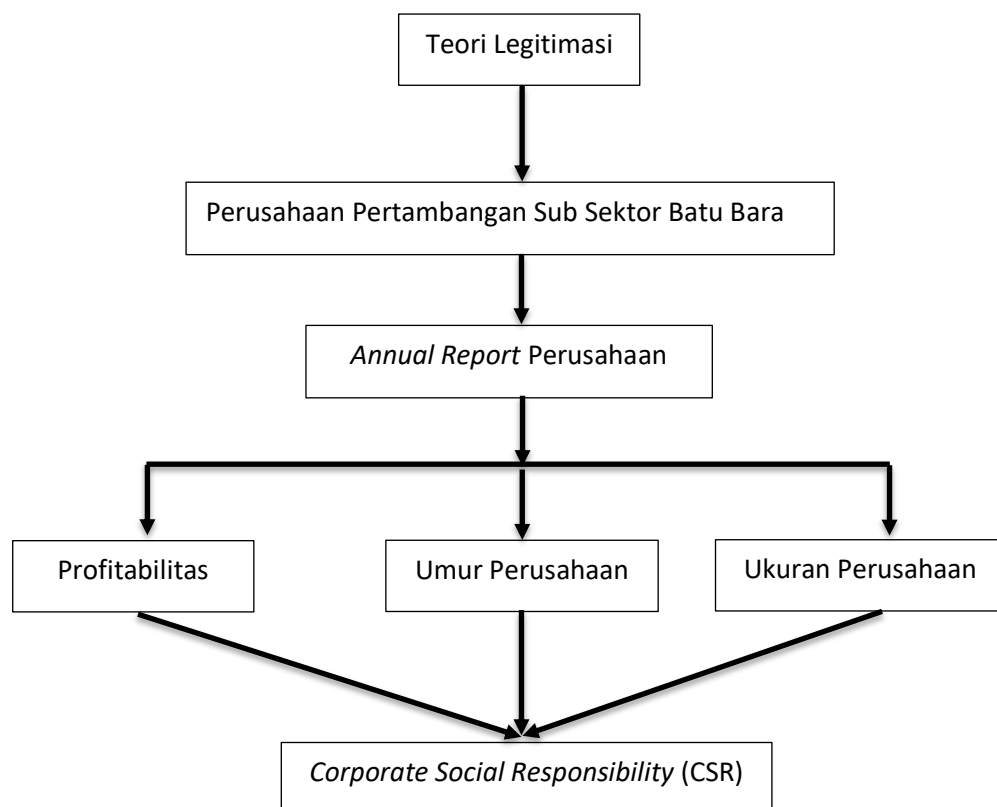 Teori Legitimasi
Perusahaan Pertambangan Sub Sektor Batu Bara
Annual Report Perusahaan
Profitabilitas
Umur Perusahaan
Ukuran Perusahaan
Corporate Social Responsibility (CSR)